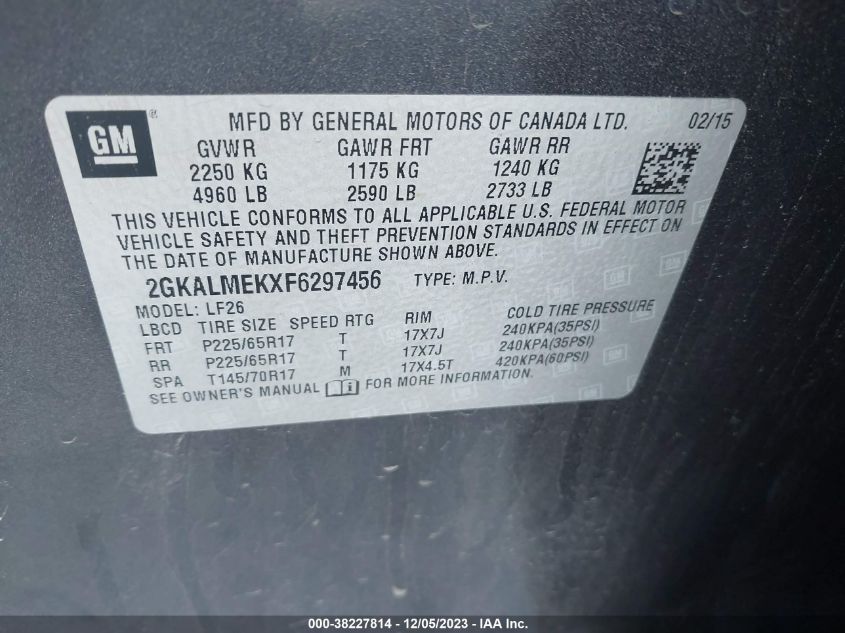 GM ® MFD BY GENERAL MOTORS OF CANADA LTD. 02/15
GVWR GAWR FRT GAWR RR
2250 KG 1175 KG 1240 KG
4960 LB 2590 LB 2733 LB
THIS VEHICLE CONFORMS TO ALL APPLICABLE U.S. FEDERAL MOTOR
VEHICLE SAFETY AND THEFT PREVENTION STANDARDS IN EFFECT ON
THE DATE OF MANUFACTURE SHOWN ABOVE.
2GKALMEKXF6297456 TYPE: M.P.V.
MODEL: LF26
LBCD TIRE SIZE SPEED RTG RIM COLD TIRE PRESSURE
FRT P225/65R17 T 17X7J 240KPA(35PSI)
RR P225/65R17 T 17X7J 240KPA(35PSI)
SPA T145/70R17 M 17X4.5T 420KPA(60PSI)
SEE OWNER'S MANUAL FOR MORE INFORMATION.
000-38227814 - 12/05/2023 - IAA Inc.